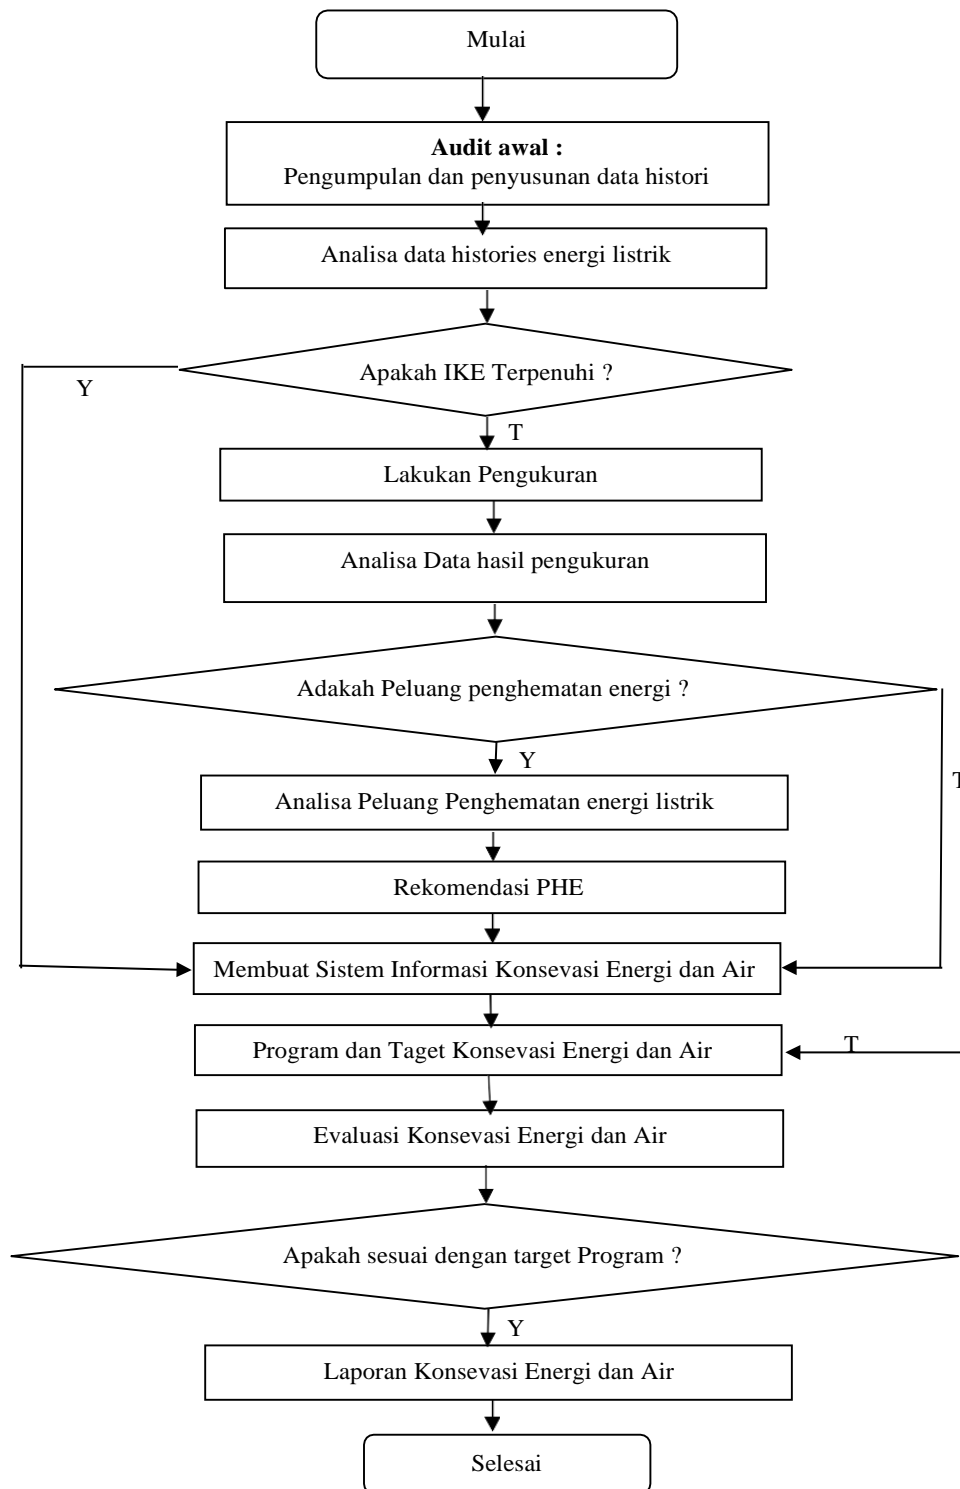 Mulai
Audit awal :
Pengumpulan dan penyusunan data histori
Analisa data histories energi listrik
Apakah IKE Terpenuhi ?
Y
T
Lakukan Pengukuran
Analisa Data hasil pengukuran
Adakah Peluang penghematan energi ?
Y
T
Analisa Peluang Penghematan energi listrik
Rekomendasi PHE
Membuat Sistem Informasi Konsevasi Energi dan Air
Program dan Taget Konsevasi Energi dan Air
T
Evaluasi Konsevasi Energi dan Air
Apakah sesuai dengan target Program ?
Y
Laporan Konsevasi Energi dan Air
Selesai